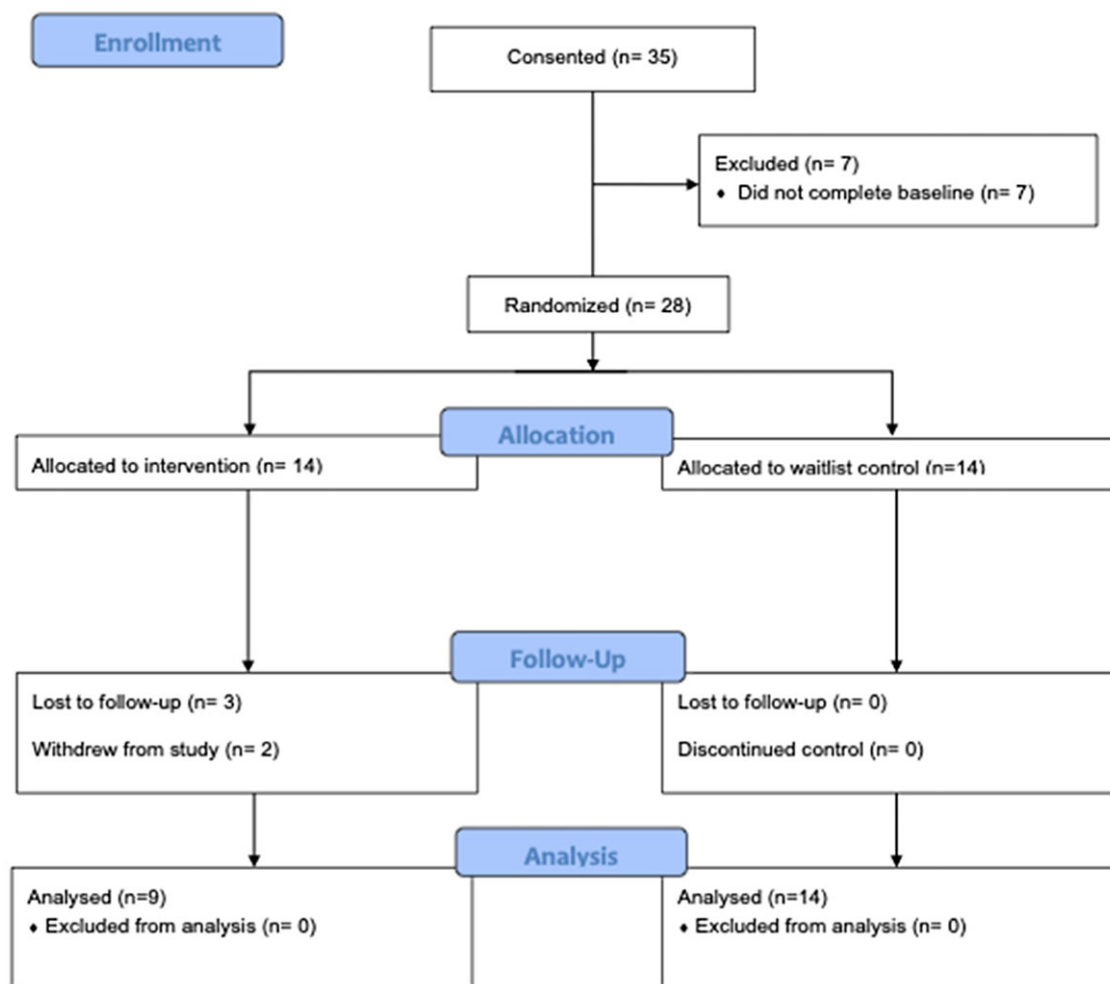 Enrollment
Consented (n= 35)
Excluded (n= 7)
♦ Did not complete baseline (n= 7)
Randomized (n= 28)
Allocation
Allocated to intervention (n= 14)
Allocated to waitlist control (n=14)
Follow-Up
Lost to follow-up (n= 3)
Withdrew from study (n= 2)
Lost to follow-up (n= 0)
Discontinued control (n= 0)
Analysis
Analysed (n=9)
♦ Excluded from analysis (n= 0)
Analysed (n=14)
♦ Excluded from analysis (n= 0)